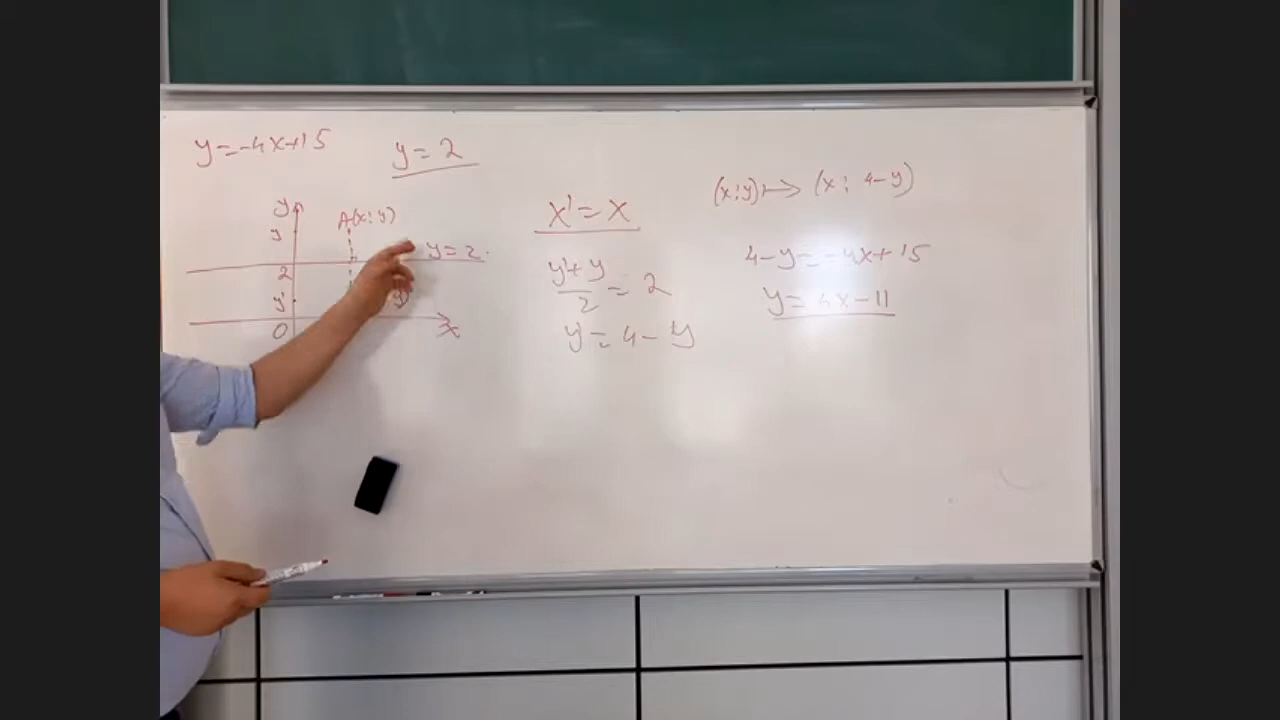 y=-4x+15
y=2
y
y
A(x;y)
y=2
2
y'
0
x
x'=x
y'+y
2
=2
y'=4-y
(x;y)↦(x; 4-y)
4-y=-4x+15
y=4x-11